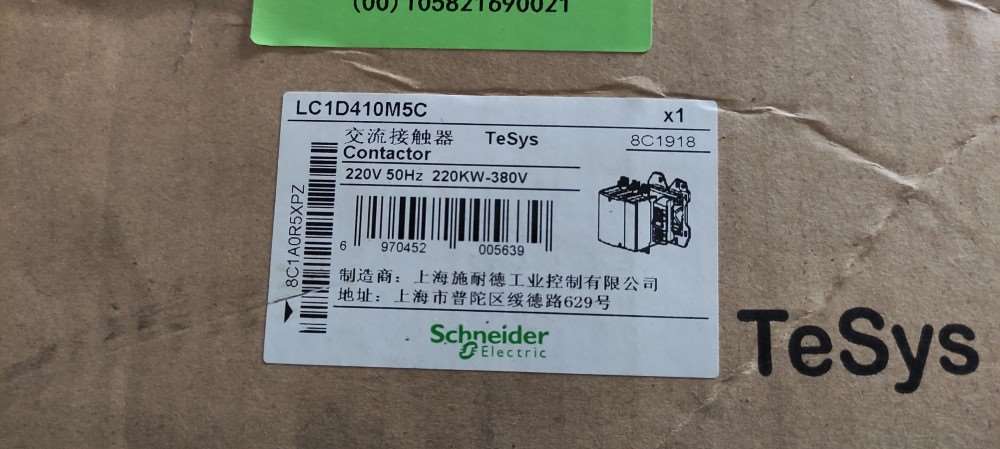 (00)105821690021
LC1D410M5C
x1
交流接触器 TeSys
8C1918
Contactor
220V 50Hz 220KW-380V
8C1A0R5XPZ
6 970452 005639
制造商：上海施耐德工业控制有限公司
地址：上海市普陀区绥德路629号
Schneider
Electric
TeSys